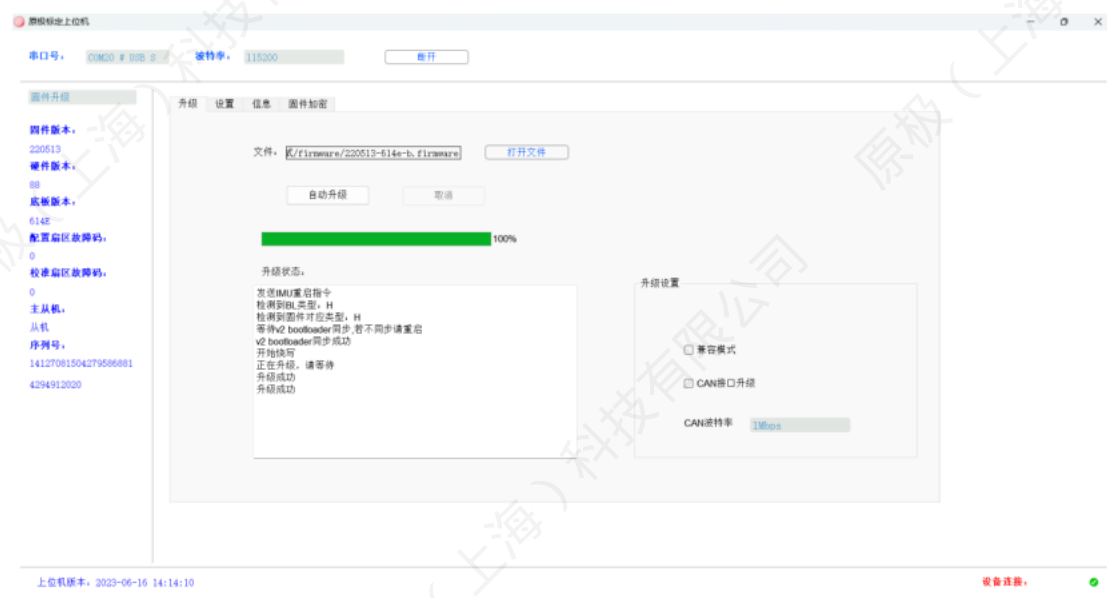 原极标定上位机
串口号： COM20 # USB S 波特率： 115200 断开
固件升级
升级 设置 信息 固件加密
固件版本：
220513
硬件版本：
88
底板版本：
614E
配置扇区故障码：
0
校准扇区故障码：
0
主从机：
从机
序列号：
14127081504279586881
4294912020
文件： 式/firmware/220513-614e-b.firmware 打开文件
自动升级 取消
100%
升级状态：
发送IMU重启指令
检测到BL类型：H
检测到固件对应类型：H
等待v2 bootloader同步,若不同步请重启
v2 bootloader同步成功
开始烧写
正在升级，请等待
升级成功
升级成功
升级设置
兼容模式
CAN接口升级
CAN波特率 1Mbps
上位机版本：2023-06-16 14:14:10
设备连接：
原极（上海）科技有限公司